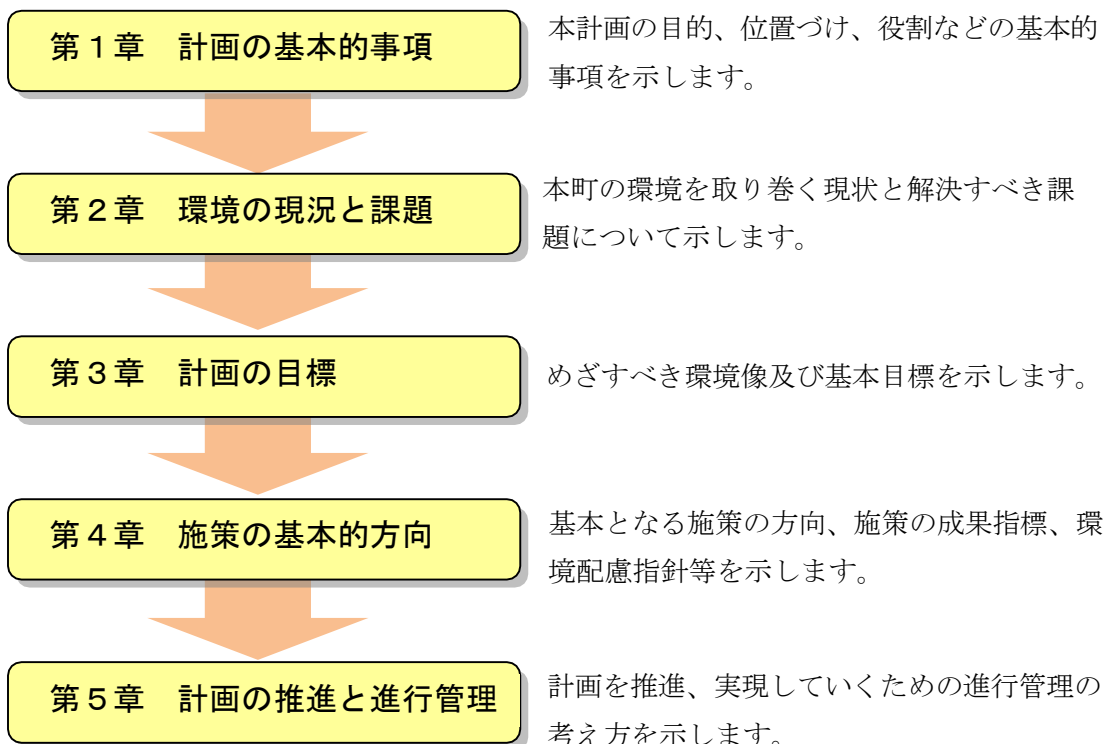 第１章　計画の基本的事項
本計画の目的、位置づけ、役割などの基本的
事項を示します。
第２章　環境の現況と課題
本町の環境を取り巻く現状と解決すべき課
題について示します。
第３章　計画の目標
めざすべき環境像及び基本目標を示します。
第４章　施策の基本的方向
基本となる施策の方向、施策の成果指標、環
境配慮指針等を示します。
第５章　計画の推進と進行管理
計画を推進、実現していくための進行管理の
考え方を示します。